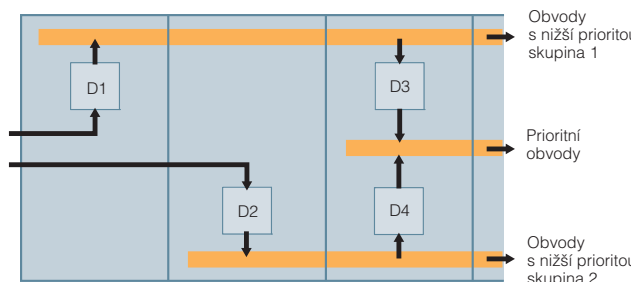 Obvody
s nižší prioritou
skupina 1
D1
D3
Prioritní
obvody
D2
D4
Obvody
s nižší prioritou
skupina 2